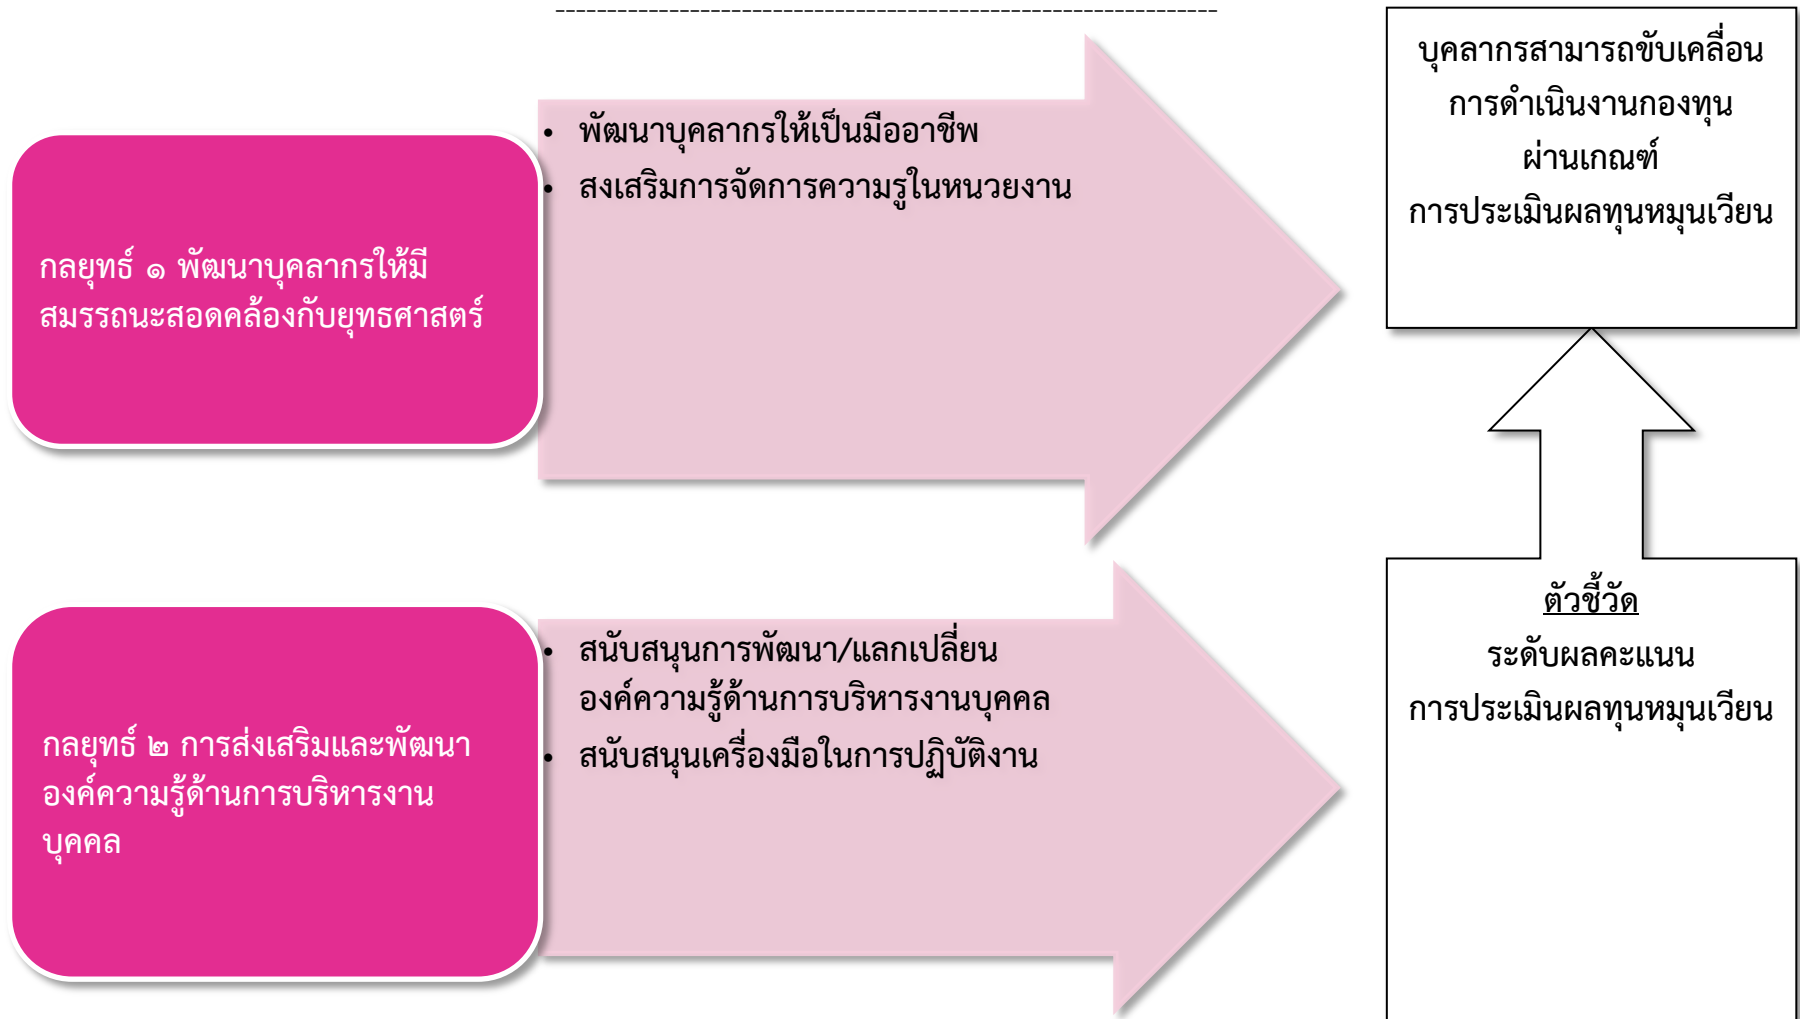 กลยุทธ์ ๑ พัฒนาบุคลากรให้มี
สมรรถนะสอดคล้องกับยุทธศาสตร์
• พัฒนาบุคลากรให้เป็นมืออาชีพ
• สงเสริมการจัดการความรูในหนวยงาน
บุคลากรสามารถขับเคลื่อน
การดำเนินงานกองทุน
ผ่านเกณฑ์
การประเมินผลทุนหมุนเวียน
กลยุทธ์ ๒ การส่งเสริมและพัฒนา
องค์ความรู้ด้านการบริหารงาน
บุคคล
• สนับสนุนการพัฒนา/แลกเปลี่ยน
องค์ความรู้ด้านการบริหารงานบุคคล
• สนับสนุนเครื่องมือในการปฏิบัติงาน
ตัวชี้วัด
ระดับผลคะแนน
การประเมินผลทุนหมุนเวียน